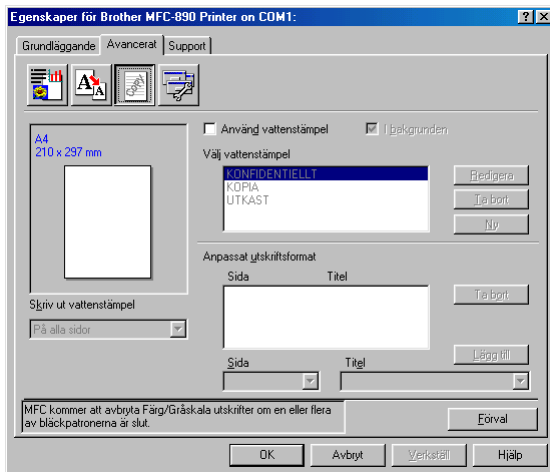 Egenskaper för Brother MFC-890 Printer on COM1:
Grundläggande Avancerat Support
A4
210 x 297 mm
Använd vattenstämpel I bakgrunden
Välj vattenstämpel
KONFIDENTIELLT
KOPIA
UTKAST
Redigera
Ta bort
Ny
Anpassat utskriftsformat
Sida Titel
Ta bort
Lägg till
Sida Titel
Skriv ut vattenstämpel
På alla sidor
MFC kommer att avbryta Färg/Gråskala utskrifter om en eller flera
av bläckpatronerna är slut.
Förval
OK Avbryt Verkställ Hjälp